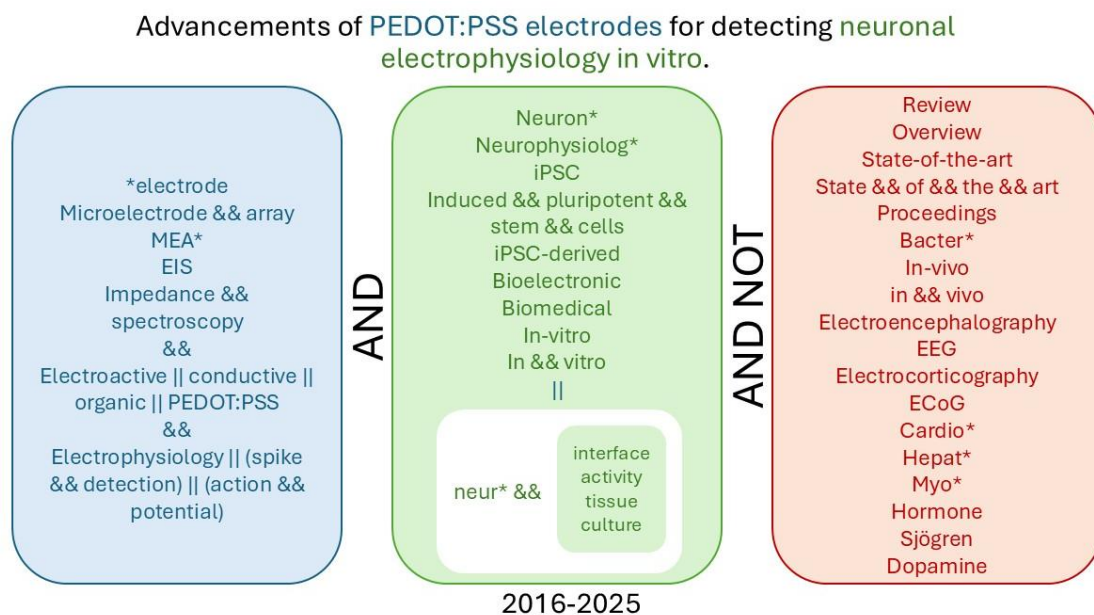 Advancements of PEDOT:PSS electrodes for detecting neuronal
electrophysiology in vitro.
*electrode
Microelectrode && array
MEA*
EIS
Impedance &&
spectroscopy
&&
Electroactive || conductive ||
organic || PEDOT:PSS
&&
Electrophysiology || (spike
&& detection) || (action &&
potential)
AND
Neuron*
Neurophysiolog*
iPSC
Induced && pluripotent &&
stem && cells
iPSC-derived
Bioelectronic
Biomedical
In-vitro
In && vitro
||
neur* &&
interface
activity
tissue
culture
AND NOT
Review
Overview
State-of-the-art
State && of && the && art
Proceedings
Bacter*
In-vivo
in && vivo
Electroencephalography
EEG
Electrocorticography
ECoG
Cardio*
Hepat*
Myo*
Hormone
Sjögren
Dopamine
2016-2025